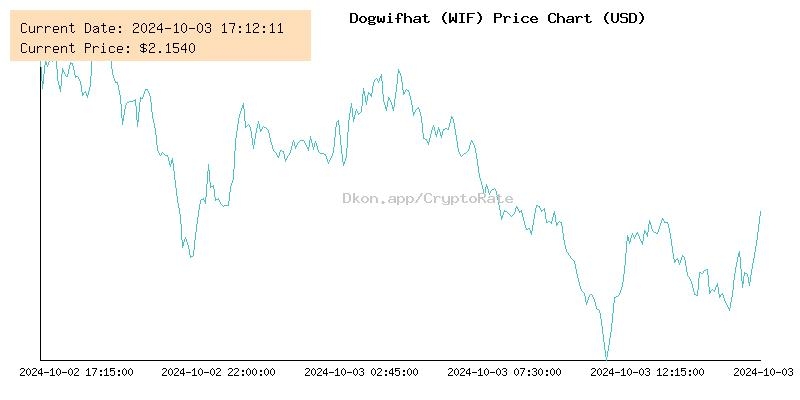 Dogwifhat (WIF) Price Chart (USD)
Current Date: 2024-10-03 17:12:11
Current Price: $2.1540
Dkon.app/CryptoRate
2024-10-02 17:15:00
2024-10-02 22:00:00
2024-10-03 02:45:00
2024-10-03 07:30:00
2024-10-03 12:15:00
2024-10-03